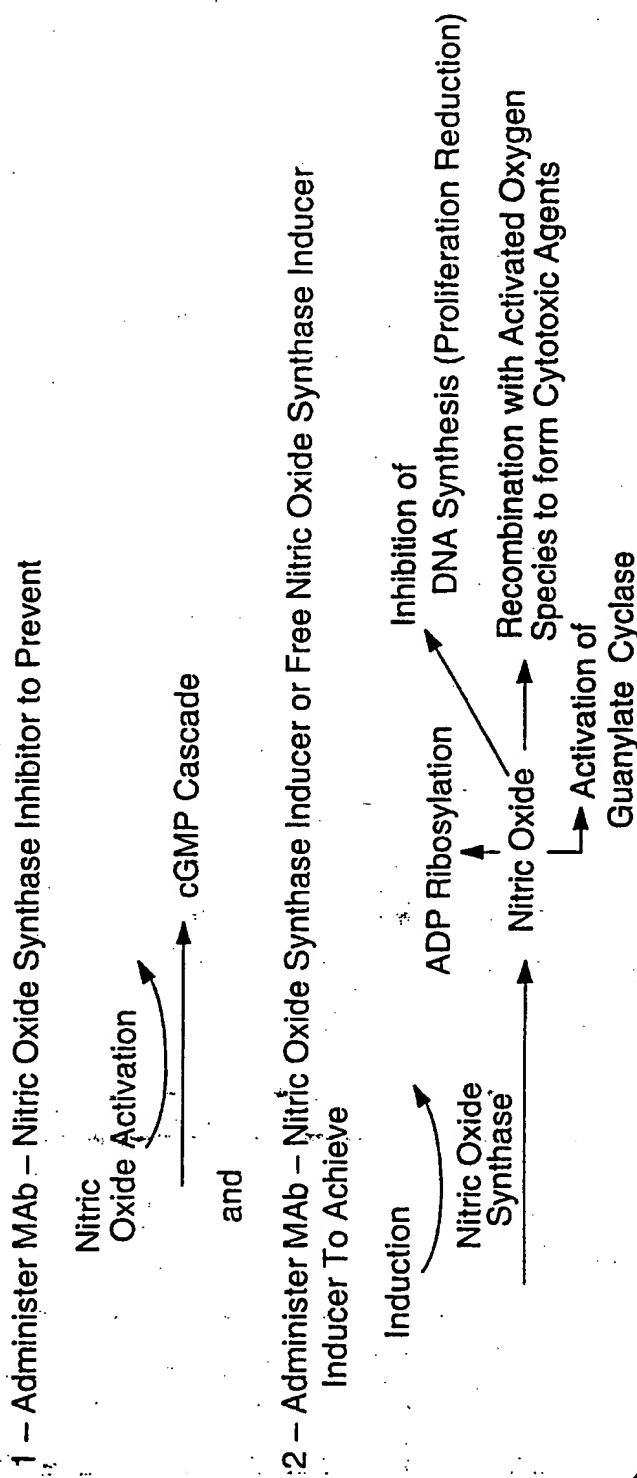 1 – Administer MAb – Nitric Oxide Synthase Inhibitor to Prevent
Nitric
Oxide Activation
cGMP Cascade
and
2 – Administer MAb – Nitric Oxide Synthase Inducer or Free Nitric Oxide Synthase Inducer
Inducer To Achieve
Induction
Nitric Oxide
Synthase
ADP Ribosylation
Nitric Oxide
Inhibition of
DNA Synthesis (Proliferation Reduction)
Recombination with Activated Oxygen
Species to form Cytotoxic Agents
Activation of
Guanylate Cyclase